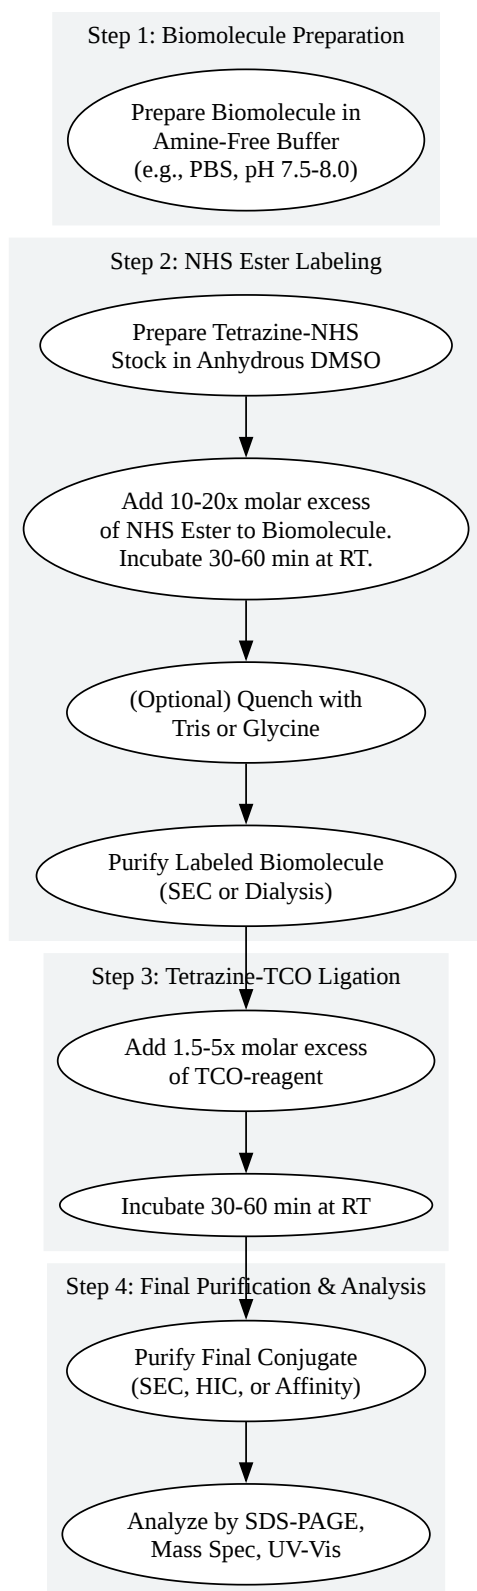 Step 1: Biomolecule Preparation
Prepare Biomolecule in
Amine-Free Buffer
(e.g., PBS, pH 7.5-8.0)
Step 2: NHS Ester Labeling
Prepare Tetrazine-NHS
Stock in Anhydrous DMSO
Add 10-20x molar excess
of NHS Ester to Biomolecule.
Incubate 30-60 min at RT.
(Optional) Quench with
Tris or Glycine
Purify Labeled Biomolecule
(SEC or Dialysis)
Step 3: Tetrazine-TCO Ligation
Add 1.5-5x molar excess
of TCO-reagent
Incubate 30-60 min at RT
Step 4: Final Purification & Analysis
Purify Final Conjugate
(SEC, HIC, or Affinity)
Analyze by SDS-PAGE,
Mass Spec, UV-Vis